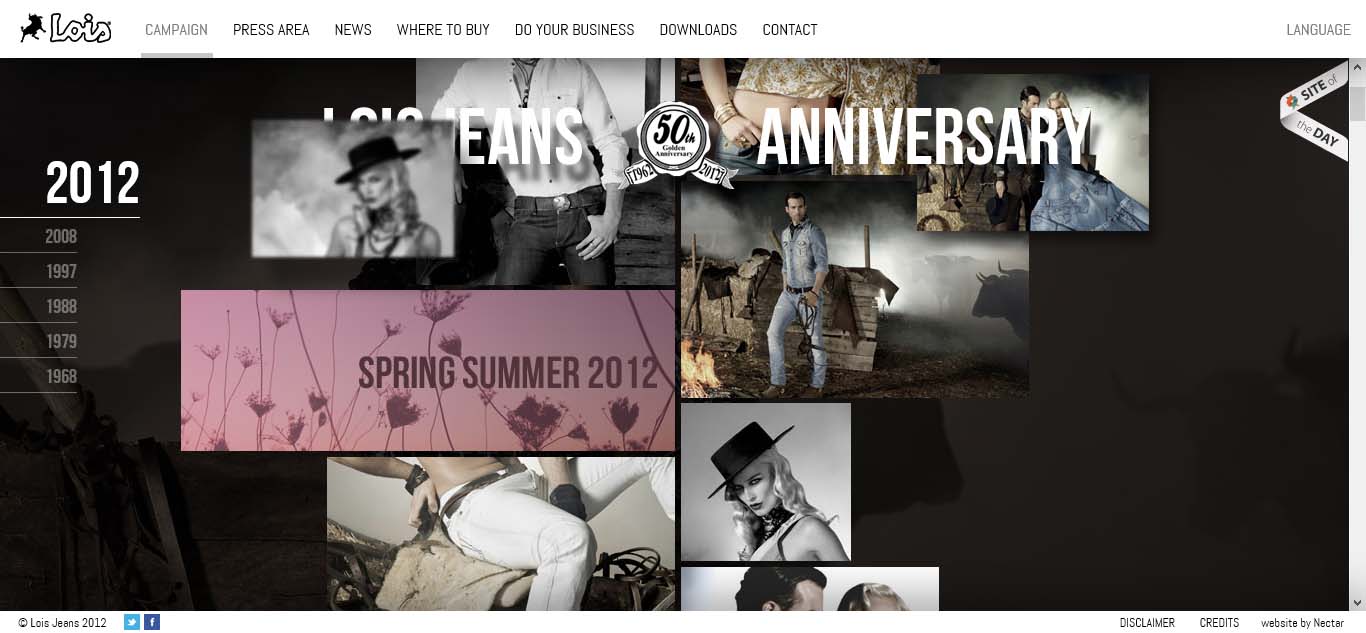 Lois CAMPAIGN PRESS AREA NEWS WHERE TO BUY DO YOUR BUSINESS DOWNLOADS CONTACT LANGUAGE
SITE of
the DAY
LOIS JEANS 50th ANNIVERSARY
Golden
Anniversary
1962 2012
2012
2008
1997
1988
1979
1968
SPRING SUMMER 2012
© Lois Jeans 2012 DISCLAIMER CREDITS website by Nectar